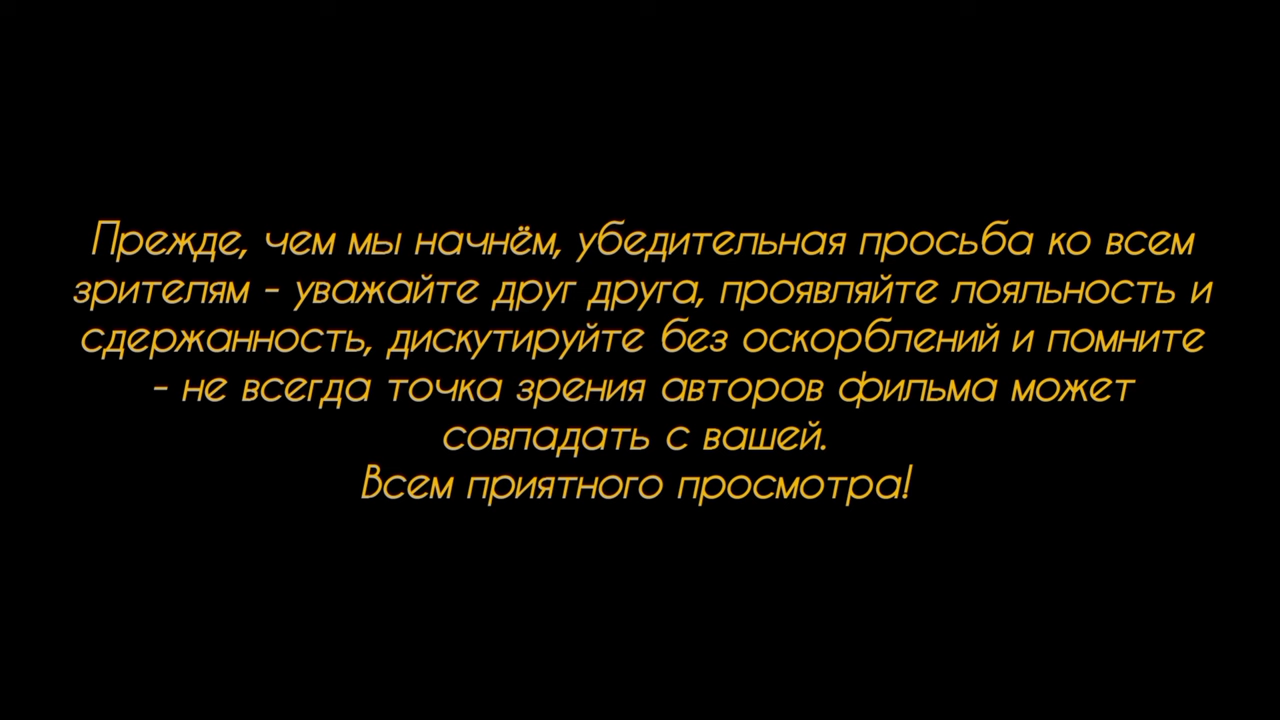 Прежде, чем мы начнём, убедительная просьба ко всем
зрителям - уважайте друг друга, проявляйте лояльность и
сдержанность, дискутируйте без оскорблений и помните
- не всегда точка зрения авторов фильма может
совпадать с вашей.
Всем приятного просмотра!